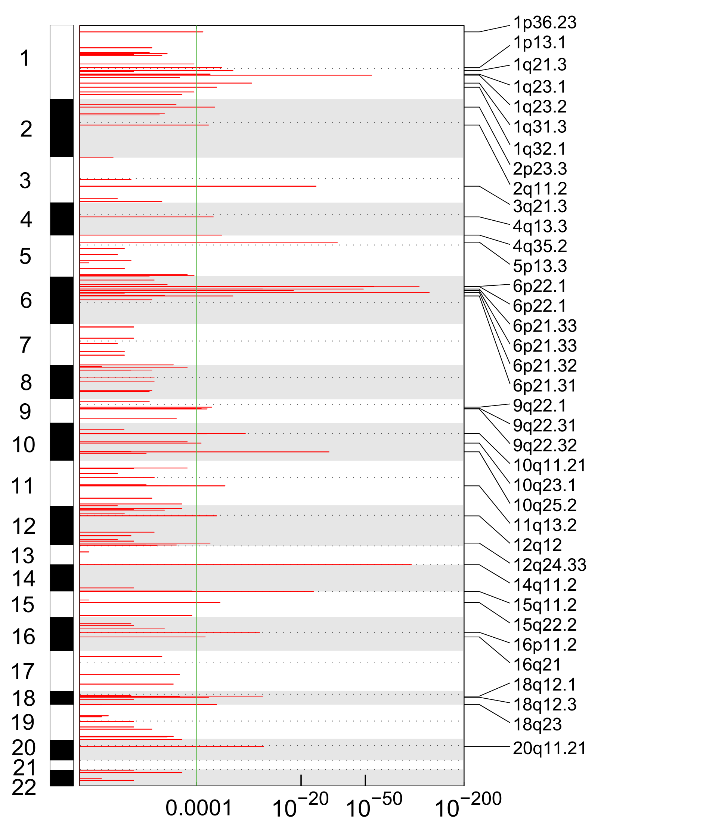 1
2
3
4
5
6
7
8
9
10
11
12
13
14
15
16
17
18
19
20
21
22
1p36.23
1p13.1
1q21.3
1q23.1
1q23.2
1q31.3
1q32.1
2p23.3
2q11.2
3q21.3
4q13.3
4q35.2
5p13.3
6p22.1
6p22.1
6p21.33
6p21.33
6p21.32
6p21.31
9q22.1
9q22.31
9q22.32
10q11.21
10q23.1
10q25.2
11q13.2
12q12
12q24.33
14q11.2
15q11.2
15q22.2
16p11.2
16q21
18q12.1
18q12.3
18q23
20q11.21
0.0001 10⁻²⁰ 10⁻⁵⁰ 10⁻²⁰⁰